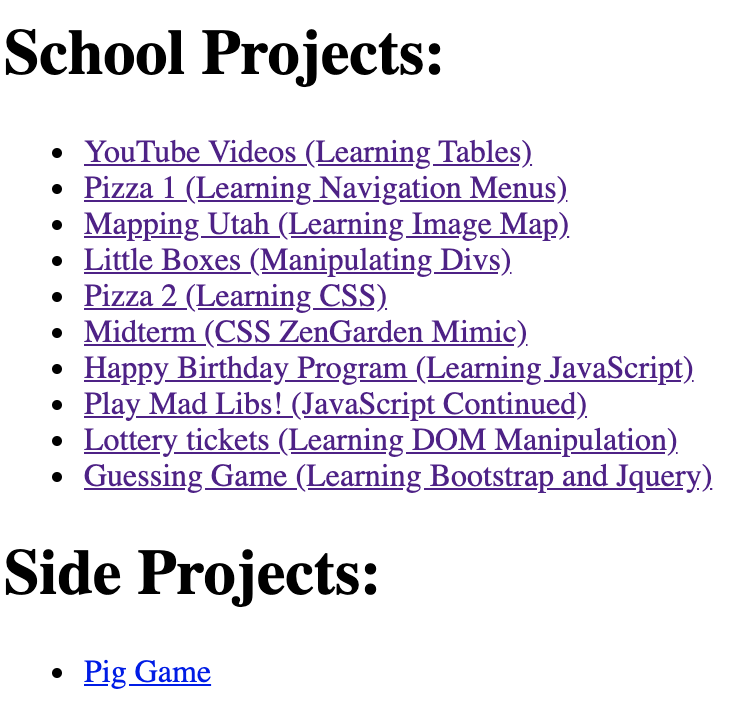 School Projects:
YouTube Videos (Learning Tables)
Pizza 1 (Learning Navigation Menus)
Mapping Utah (Learning Image Map)
Little Boxes (Manipulating Divs)
Pizza 2 (Learning CSS)
Midterm (CSS ZenGarden Mimic)
Happy Birthday Program (Learning JavaScript)
Play Mad Libs! (JavaScript Continued)
Lottery tickets (Learning DOM Manipulation)
Guessing Game (Learning Bootstrap and Jquery)
Side Projects:
Pig Game